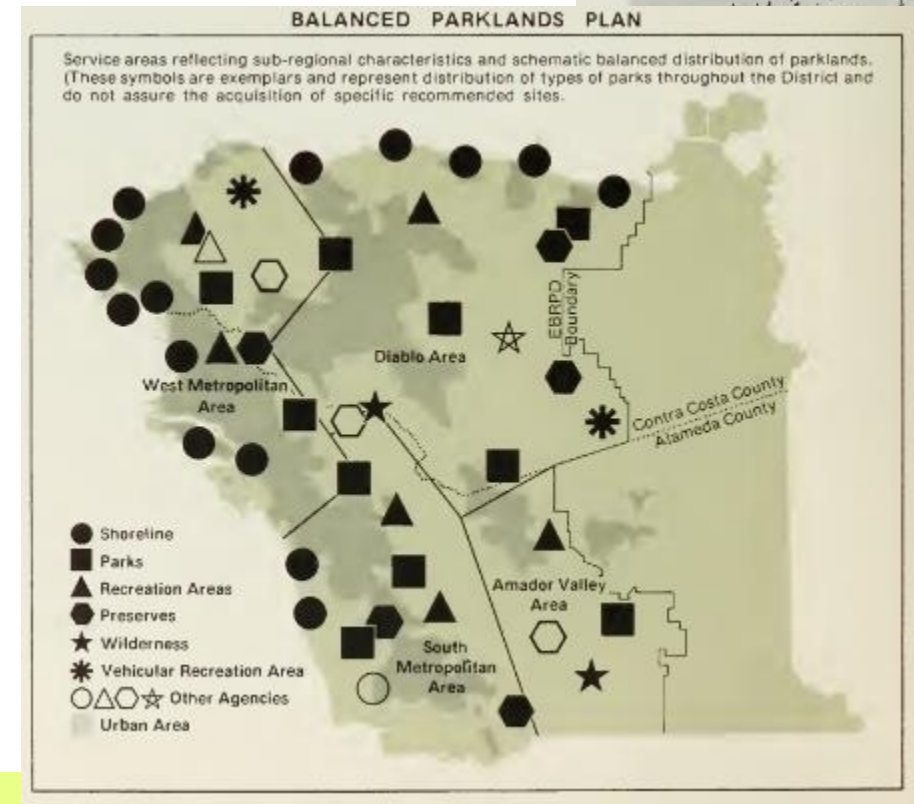 BALANCED PARKLANDS PLAN
Service areas reflecting sub-regional characteristics and schematic balanced distribution of parklands.
(These symbols are exemplars and represent distribution of types of parks throughout the District and
do not assure the acquisition of specific recommended sites.
EBRPD
Boundary
Diablo Area
West Metropolitan
Area
Contra Costa County
Alameda County
Shoreline
Parks
Recreation Areas
Preserves
Wilderness
Vehicular Recreation Area
Other Agencies
Urban Area
Amador Valley
Area
South
Metropolitan
Area